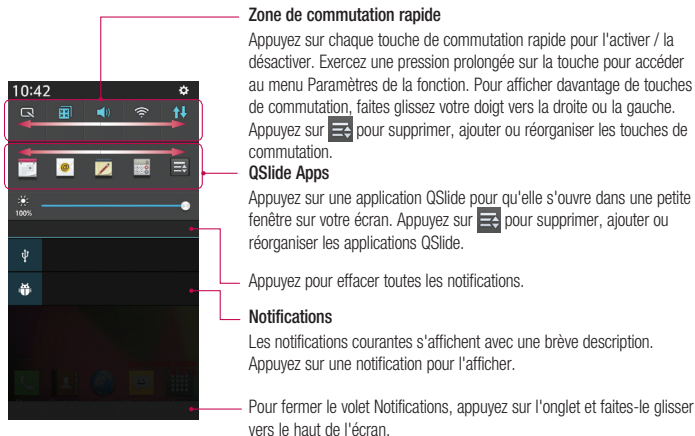 Zone de commutation rapide
Appuyez sur chaque touche de commutation rapide pour l'activer / la
désactiver. Exercez une pression prolongée sur la touche pour accéder
au menu Paramètres de la fonction. Pour afficher davantage de touches
de commutation, faites glissez votre doigt vers la droite ou la gauche.
Appuyez sur pour supprimer, ajouter ou réorganiser les touches de
commutation.
10:42
QSlide Apps
Appuyez sur une application QSlide pour qu'elle s'ouvre dans une petite
fenêtre sur votre écran. Appuyez sur pour supprimer, ajouter ou
réorganiser les applications QSlide.
100%
Appuyez pour effacer toutes les notifications.
Notifications
Les notifications courantes s'affichent avec une brève description.
Appuyez sur une notification pour l'afficher.
Pour fermer le volet Notifications, appuyez sur l'onglet et faites-le glisser
vers le haut de l'écran.